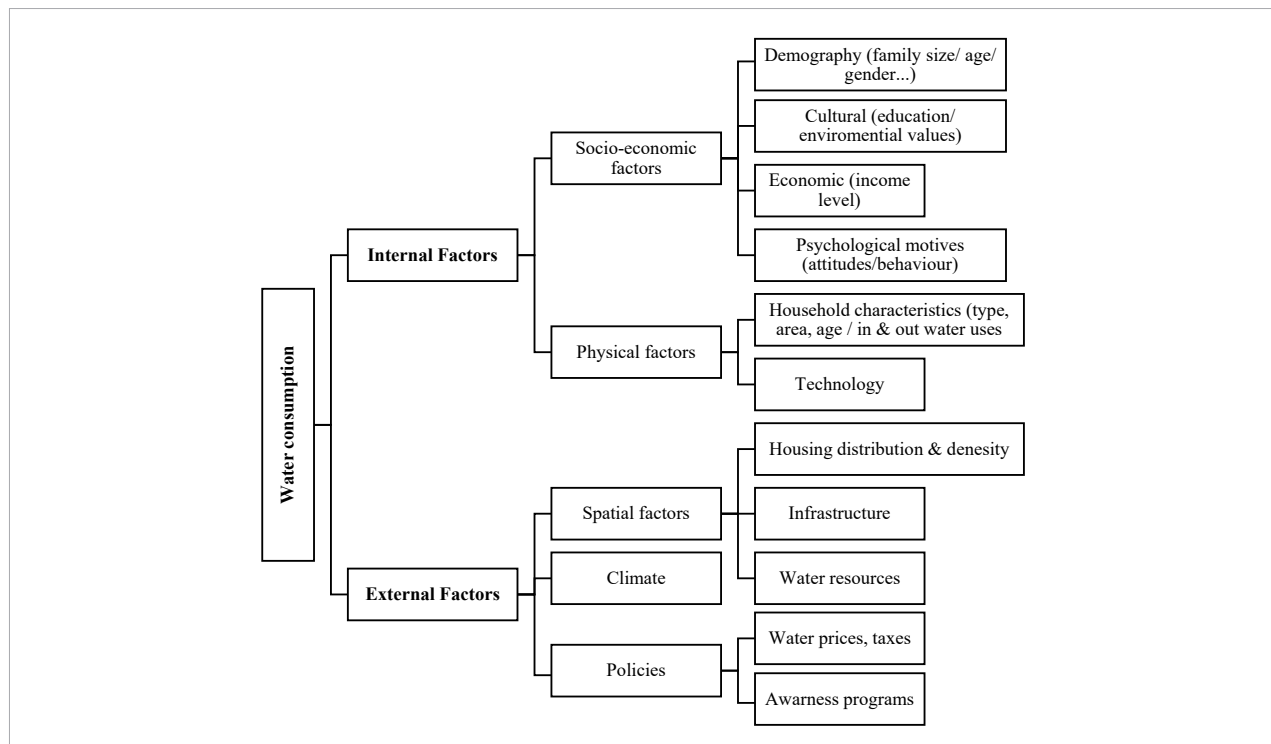 Water consumption
Internal Factors
Socio-economic
factors
Demography (family size/ age/
gender...)
Cultural (education/
enviromential values)
Economic (income
level)
Psychological motives
(attitudes/behaviour)
Physical factors
Household characteristics (type,
area, age / in & out water uses
Technology
External Factors
Spatial factors
Housing distribution & denesity
Infrastructure
Water resources
Climate
Policies
Water prices, taxes
Awarness programs